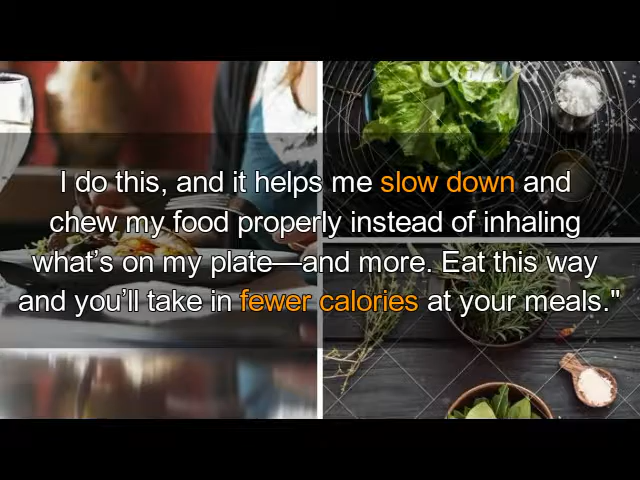 Canva
I do this, and it helps me slow down and
chew my food properly instead of inhaling
what's on my plate—and more. Eat this way
and you'll take in fewer calories at your meals."